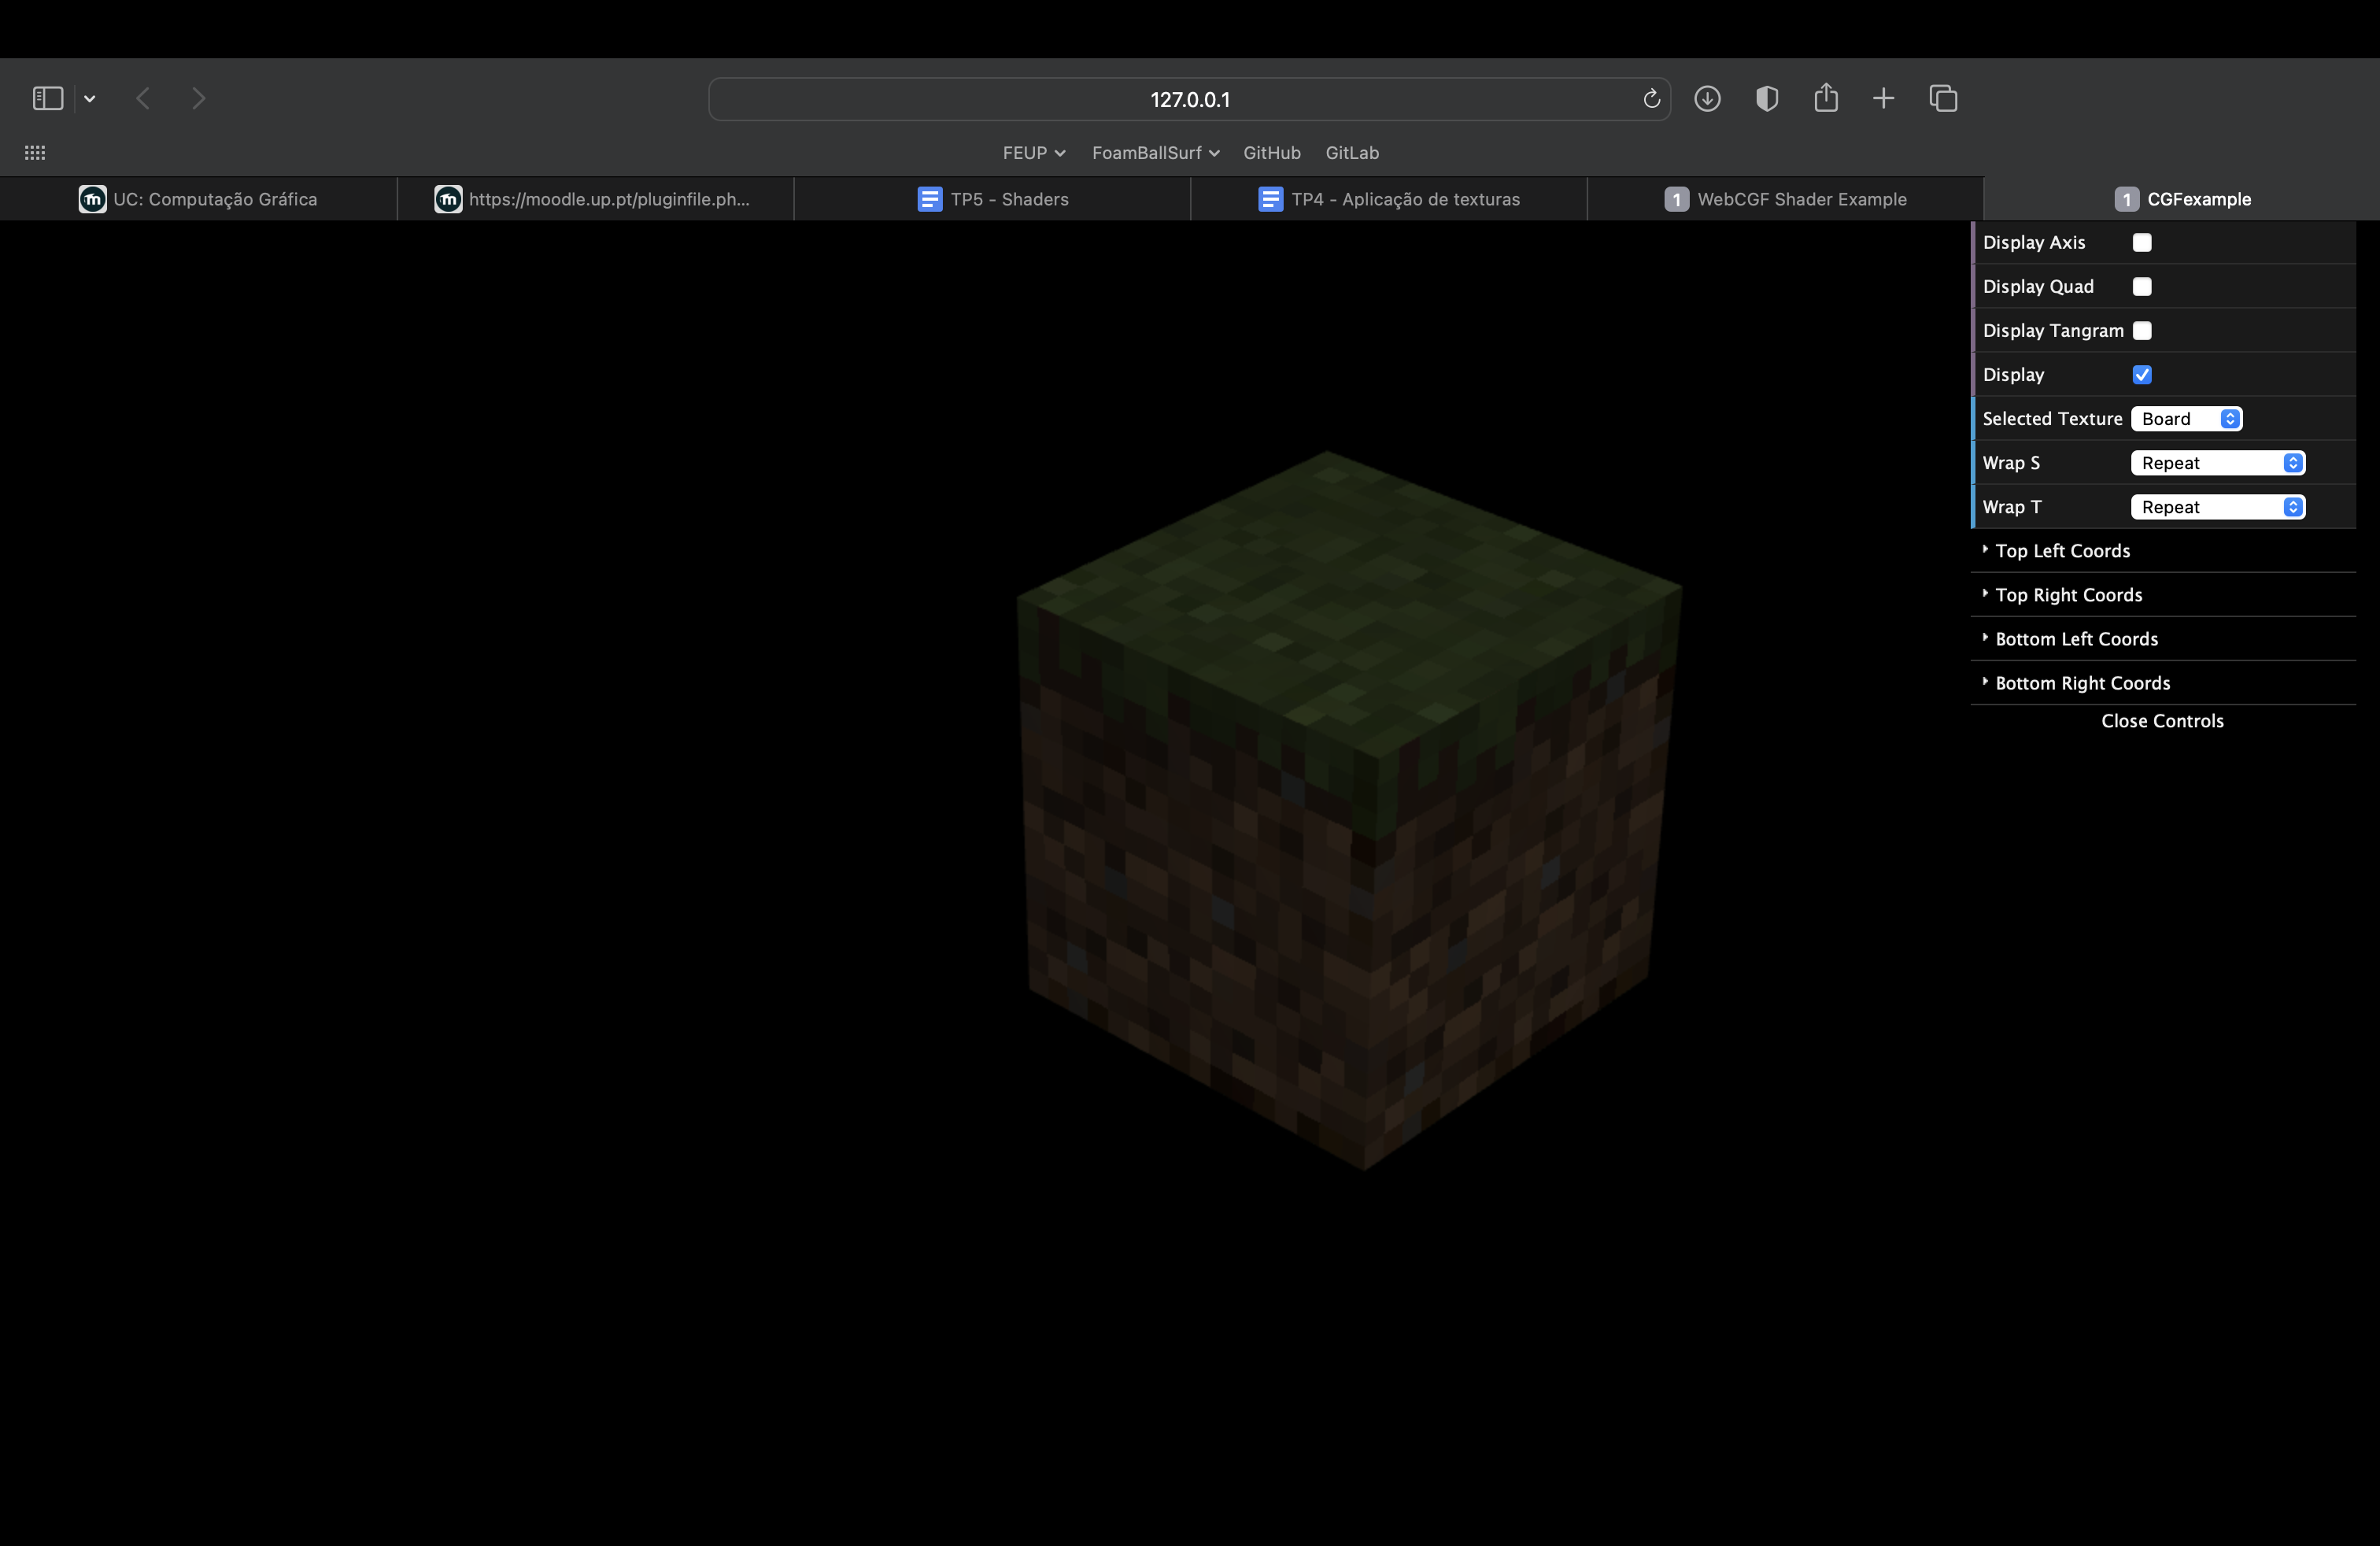 127.0.0.1
FEUP FoamBallSurf GitHub GitLab
UC: Computação Gráfica https://moodle.up.pt/pluginfile.ph... TP5 - Shaders TP4 - Aplicação de texturas 1 WebCGF Shader Example 1 CGFexample
Display Axis
Display Quad
Display Tangram
Display
Selected Texture Board
Wrap S Repeat
Wrap T Repeat
Top Left Coords
Top Right Coords
Bottom Left Coords
Bottom Right Coords
Close Controls